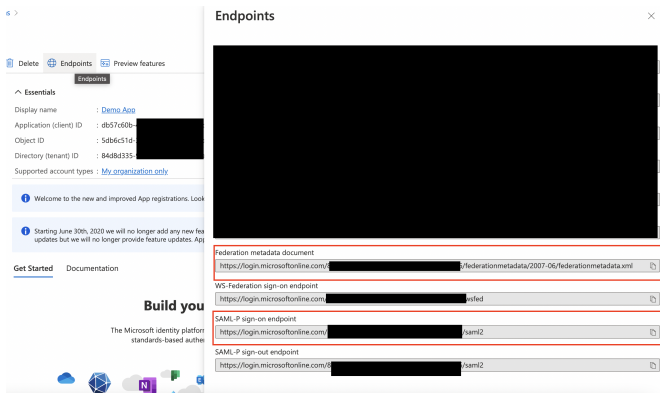 s >
Endpoints
Delete Endpoints Preview features
Endpoints
Essentials
Display name : Demo App
Application (client) ID : db57c60b-
Object ID : 5db6c51d-
Directory (tenant) ID : 84d8d335-
Supported account types : My organization only
Welcome to the new and improved App registrations. Look
Starting June 30th, 2020 we will no longer add any new fea
updates but we will no longer provide feature updates. App
Get Started Documentation
Build you
The Microsoft identity platfor
standards-based authe
Federation metadata document
https://login.microsoftonline.com/8 /federationmetadata/2007-06/federationmetadata.xml
WS-Federation sign-on endpoint
https://login.microsoftonline.com/ wsfed
SAML-P sign-on endpoint
https://login.microsoftonline.com/ /saml2
SAML-P sign-out endpoint
https://login.microsoftonline.com/8 /saml2